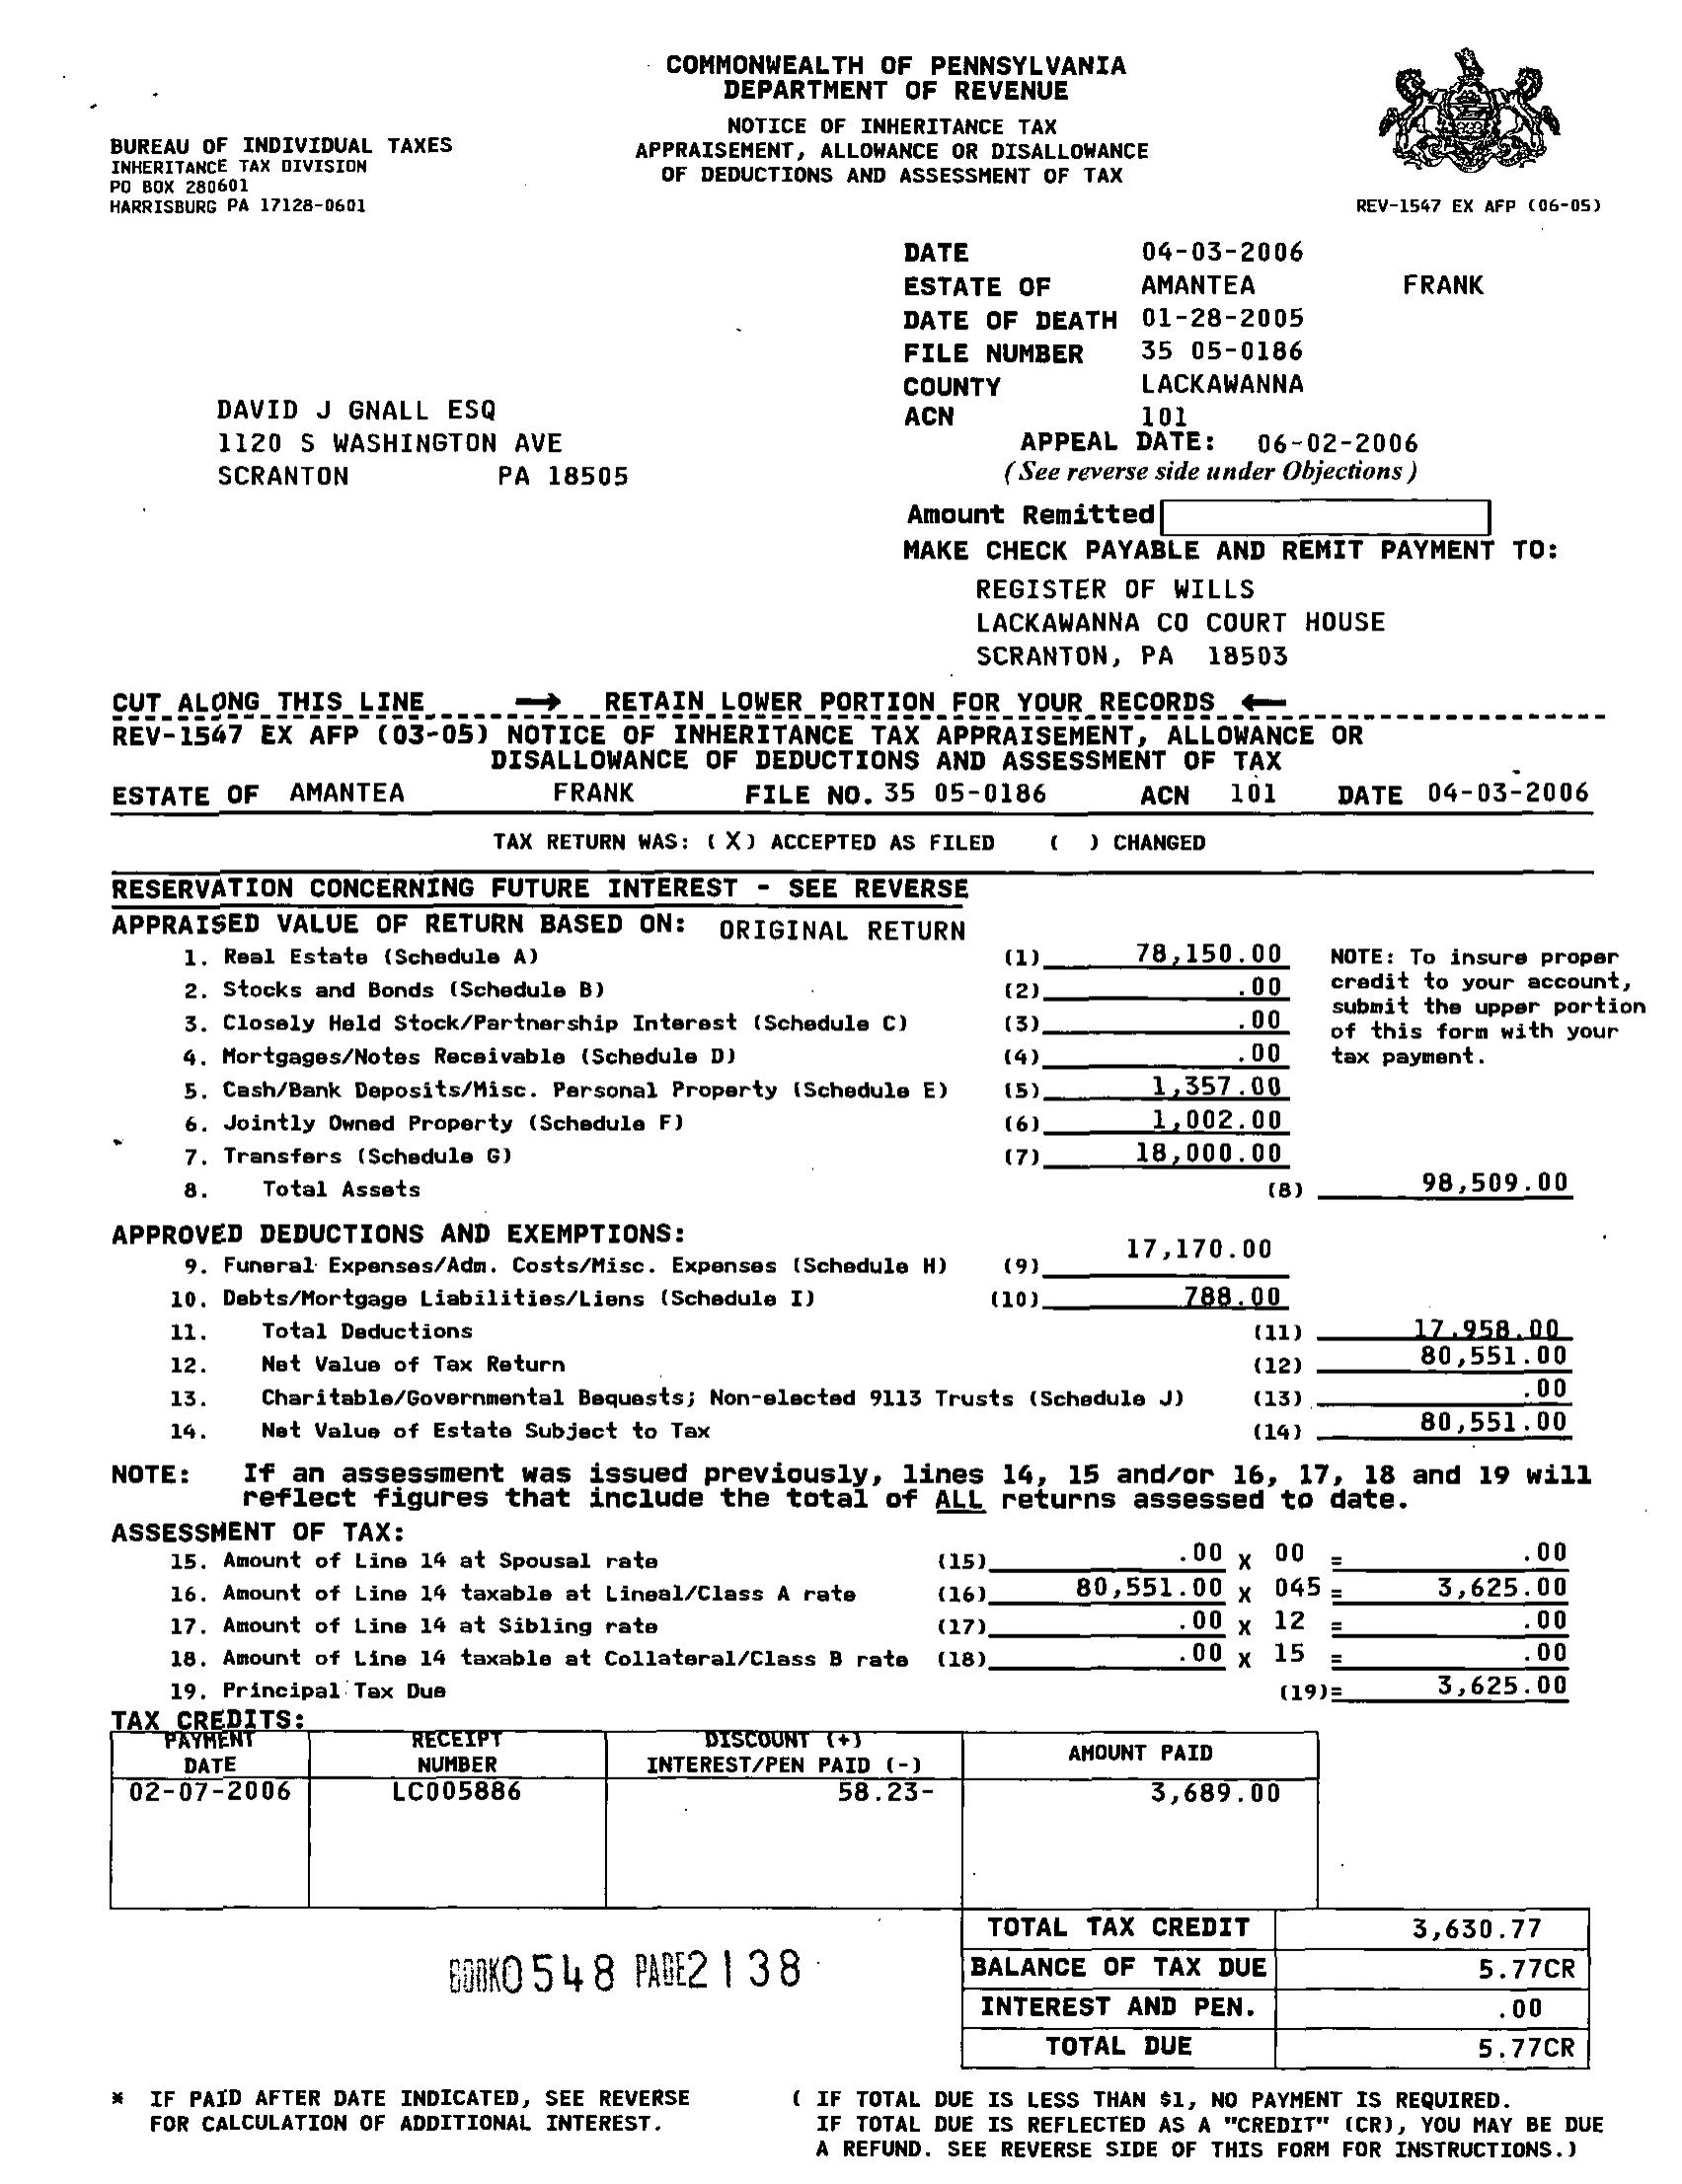 COMMONWEALTH OF PENNSYLVANIA
DEPARTMENT OF REVENUE
NOTICE OF INHERITANCE TAX
APPRAISEMENT, ALLOWANCE OR DISALLOWANCE
OF DEDUCTIONS AND ASSESSMENT OF TAX
BUREAU OF INDIVIDUAL TAXES
INHERITANCE TAX DIVISION
PO BOX 280601
HARRISBURG PA 17128-0601
REV-1547 EX AFP (06-05)
DATE 04-03-2006
ESTATE OF AMANTEA FRANK
DATE OF DEATH 01-28-2005
FILE NUMBER 35 05-0186
COUNTY LACKAWANNA
ACN 101
APPEAL DATE: 06-02-2006
(See reverse side under Objections)
DAVID J GNALL ESQ
1120 S WASHINGTON AVE
SCRANTON PA 18505
Amount Remitted
MAKE CHECK PAYABLE AND REMIT PAYMENT TO:
REGISTER OF WILLS
LACKAWANNA CO COURT HOUSE
SCRANTON, PA 18503
CUT ALONG THIS LINE → RETAIN LOWER PORTION FOR YOUR RECORDS ←
REV-1547 EX AFP (03-05) NOTICE OF INHERITANCE TAX APPRAISEMENT, ALLOWANCE OR
DISALLOWANCE OF DEDUCTIONS AND ASSESSMENT OF TAX
ESTATE OF AMANTEA FRANK FILE NO. 35 05-0186 ACN 101 DATE 04-03-2006
TAX RETURN WAS: (X) ACCEPTED AS FILED ( ) CHANGED
RESERVATION CONCERNING FUTURE INTEREST - SEE REVERSE
APPRAISED VALUE OF RETURN BASED ON: ORIGINAL RETURN
1. Real Estate (Schedule A) (1) 78,150.00
2. Stocks and Bonds (Schedule B) (2) .00
3. Closely Held Stock/Partnership Interest (Schedule C) (3) .00
4. Mortgages/Notes Receivable (Schedule D) (4) .00
5. Cash/Bank Deposits/Misc. Personal Property (Schedule E) (5) 1,357.00
6. Jointly Owned Property (Schedule F) (6) 1,002.00
7. Transfers (Schedule G) (7) 18,000.00
8. Total Assets (8) 98,509.00
NOTE: To insure proper
credit to your account,
submit the upper portion
of this form with your
tax payment.
APPROVED DEDUCTIONS AND EXEMPTIONS:
9. Funeral Expenses/Adm. Costs/Misc. Expenses (Schedule H) (9) 17,170.00
10. Debts/Mortgage Liabilities/Liens (Schedule I) (10) 788.00
11. Total Deductions (11) 17,958.00
12. Net Value of Tax Return (12) 80,551.00
13. Charitable/Governmental Bequests; Non-elected 9113 Trusts (Schedule J) (13) .00
14. Net Value of Estate Subject to Tax (14) 80,551.00
NOTE: If an assessment was issued previously, lines 14, 15 and/or 16, 17, 18 and 19 will
reflect figures that include the total of ALL returns assessed to date.
ASSESSMENT OF TAX:
15. Amount of Line 14 at Spousal rate (15) .00 X 00 = .00
16. Amount of Line 14 taxable at Lineal/Class A rate (16) 80,551.00 X 045 = 3,625.00
17. Amount of Line 14 at Sibling rate (17) .00 X 12 = .00
18. Amount of Line 14 taxable at Collateral/Class B rate (18) .00 X 15 = .00
19. Principal Tax Due (19)= 3,625.00
TAX CREDITS:
PAYMENT RECEIPT DISCOUNT (+) AMOUNT PAID
DATE NUMBER INTEREST/PEN PAID (-)
02-07-2006 LC005886 58.23- 3,689.00
TOTAL TAX CREDIT 3,630.77
BALANCE OF TAX DUE 5.77CR
INTEREST AND PEN. .00
TOTAL DUE 5.77CR
BOOK0548 PAGE2138
* IF PAID AFTER DATE INDICATED, SEE REVERSE
FOR CALCULATION OF ADDITIONAL INTEREST.
( IF TOTAL DUE IS LESS THAN $1, NO PAYMENT IS REQUIRED.
IF TOTAL DUE IS REFLECTED AS A "CREDIT" (CR), YOU MAY BE DUE
A REFUND. SEE REVERSE SIDE OF THIS FORM FOR INSTRUCTIONS.)